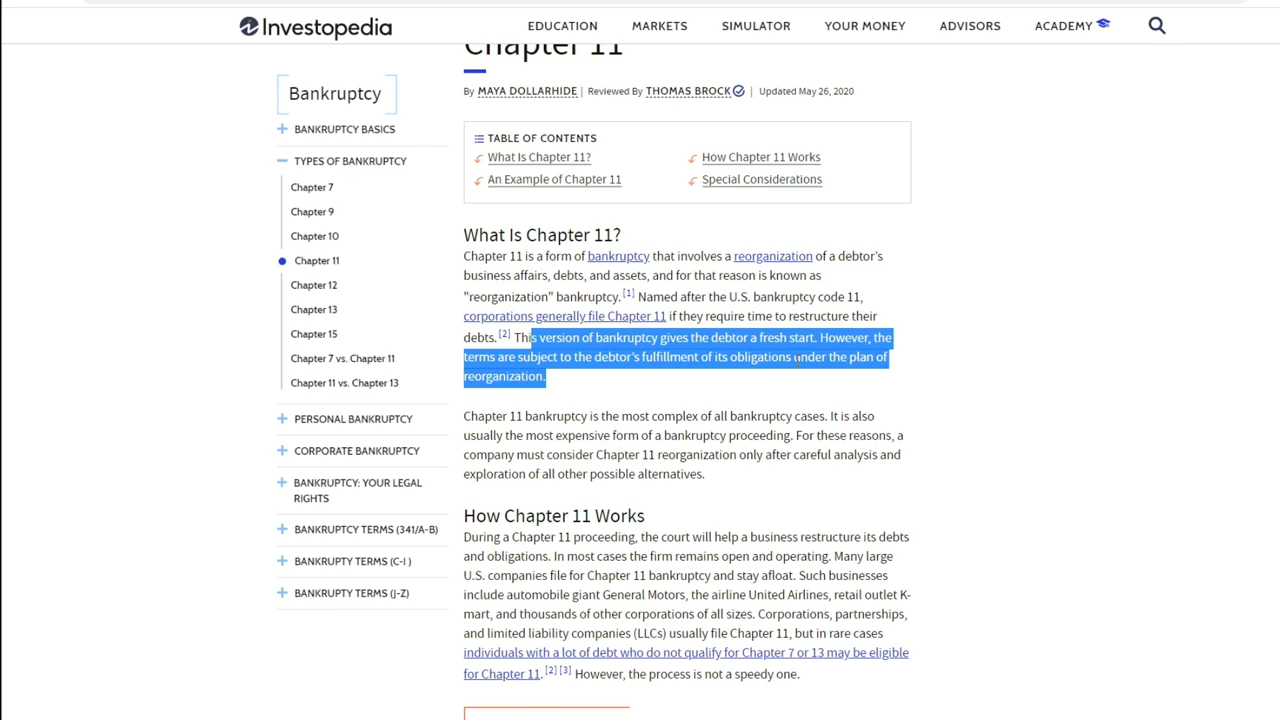 Investopedia
EDUCATION
MARKETS
SIMULATOR
YOUR MONEY
ADVISORS
ACADEMY
Chapter 11
By MAYA DOLLARHIDE | Reviewed By THOMAS BROCK | Updated May 26, 2020
Bankruptcy
BANKRUPTCY BASICS
TYPES OF BANKRUPTCY
Chapter 7
Chapter 9
Chapter 10
Chapter 11
Chapter 12
Chapter 13
Chapter 15
Chapter 7 vs. Chapter 11
Chapter 11 vs. Chapter 13
PERSONAL BANKRUPTCY
CORPORATE BANKRUPTCY
BANKRUPTCY: YOUR LEGAL
RIGHTS
BANKRUPTCY TERMS (341/A-B)
BANKRUPTY TERMS (C-I )
BANKRUPTY TERMS (J-Z)
TABLE OF CONTENTS
What Is Chapter 11?
How Chapter 11 Works
An Example of Chapter 11
Special Considerations
What Is Chapter 11?
Chapter 11 is a form of bankruptcy that involves a reorganization of a debtor's
business affairs, debts, and assets, and for that reason is known as
"reorganization" bankruptcy. [1] Named after the U.S. bankruptcy code 11,
corporations generally file Chapter 11 if they require time to restructure their
debts. [2] This version of bankruptcy gives the debtor a fresh start. However, the
terms are subject to the debtor's fulfillment of its obligations under the plan of
reorganization.
Chapter 11 bankruptcy is the most complex of all bankruptcy cases. It is also
usually the most expensive form of a bankruptcy proceeding. For these reasons, a
company must consider Chapter 11 reorganization only after careful analysis and
exploration of all other possible alternatives.
How Chapter 11 Works
During a Chapter 11 proceeding, the court will help a business restructure its debts
and obligations. In most cases the firm remains open and operating. Many large
U.S. companies file for Chapter 11 bankruptcy and stay afloat. Such businesses
include automobile giant General Motors, the airline United Airlines, retail outlet K-
mart, and thousands of other corporations of all sizes. Corporations, partnerships,
and limited liability companies (LLCs) usually file Chapter 11, but in rare cases
individuals with a lot of debt who do not qualify for Chapter 7 or 13 may be eligible
for Chapter 11. [2] [3] However, the process is not a speedy one.